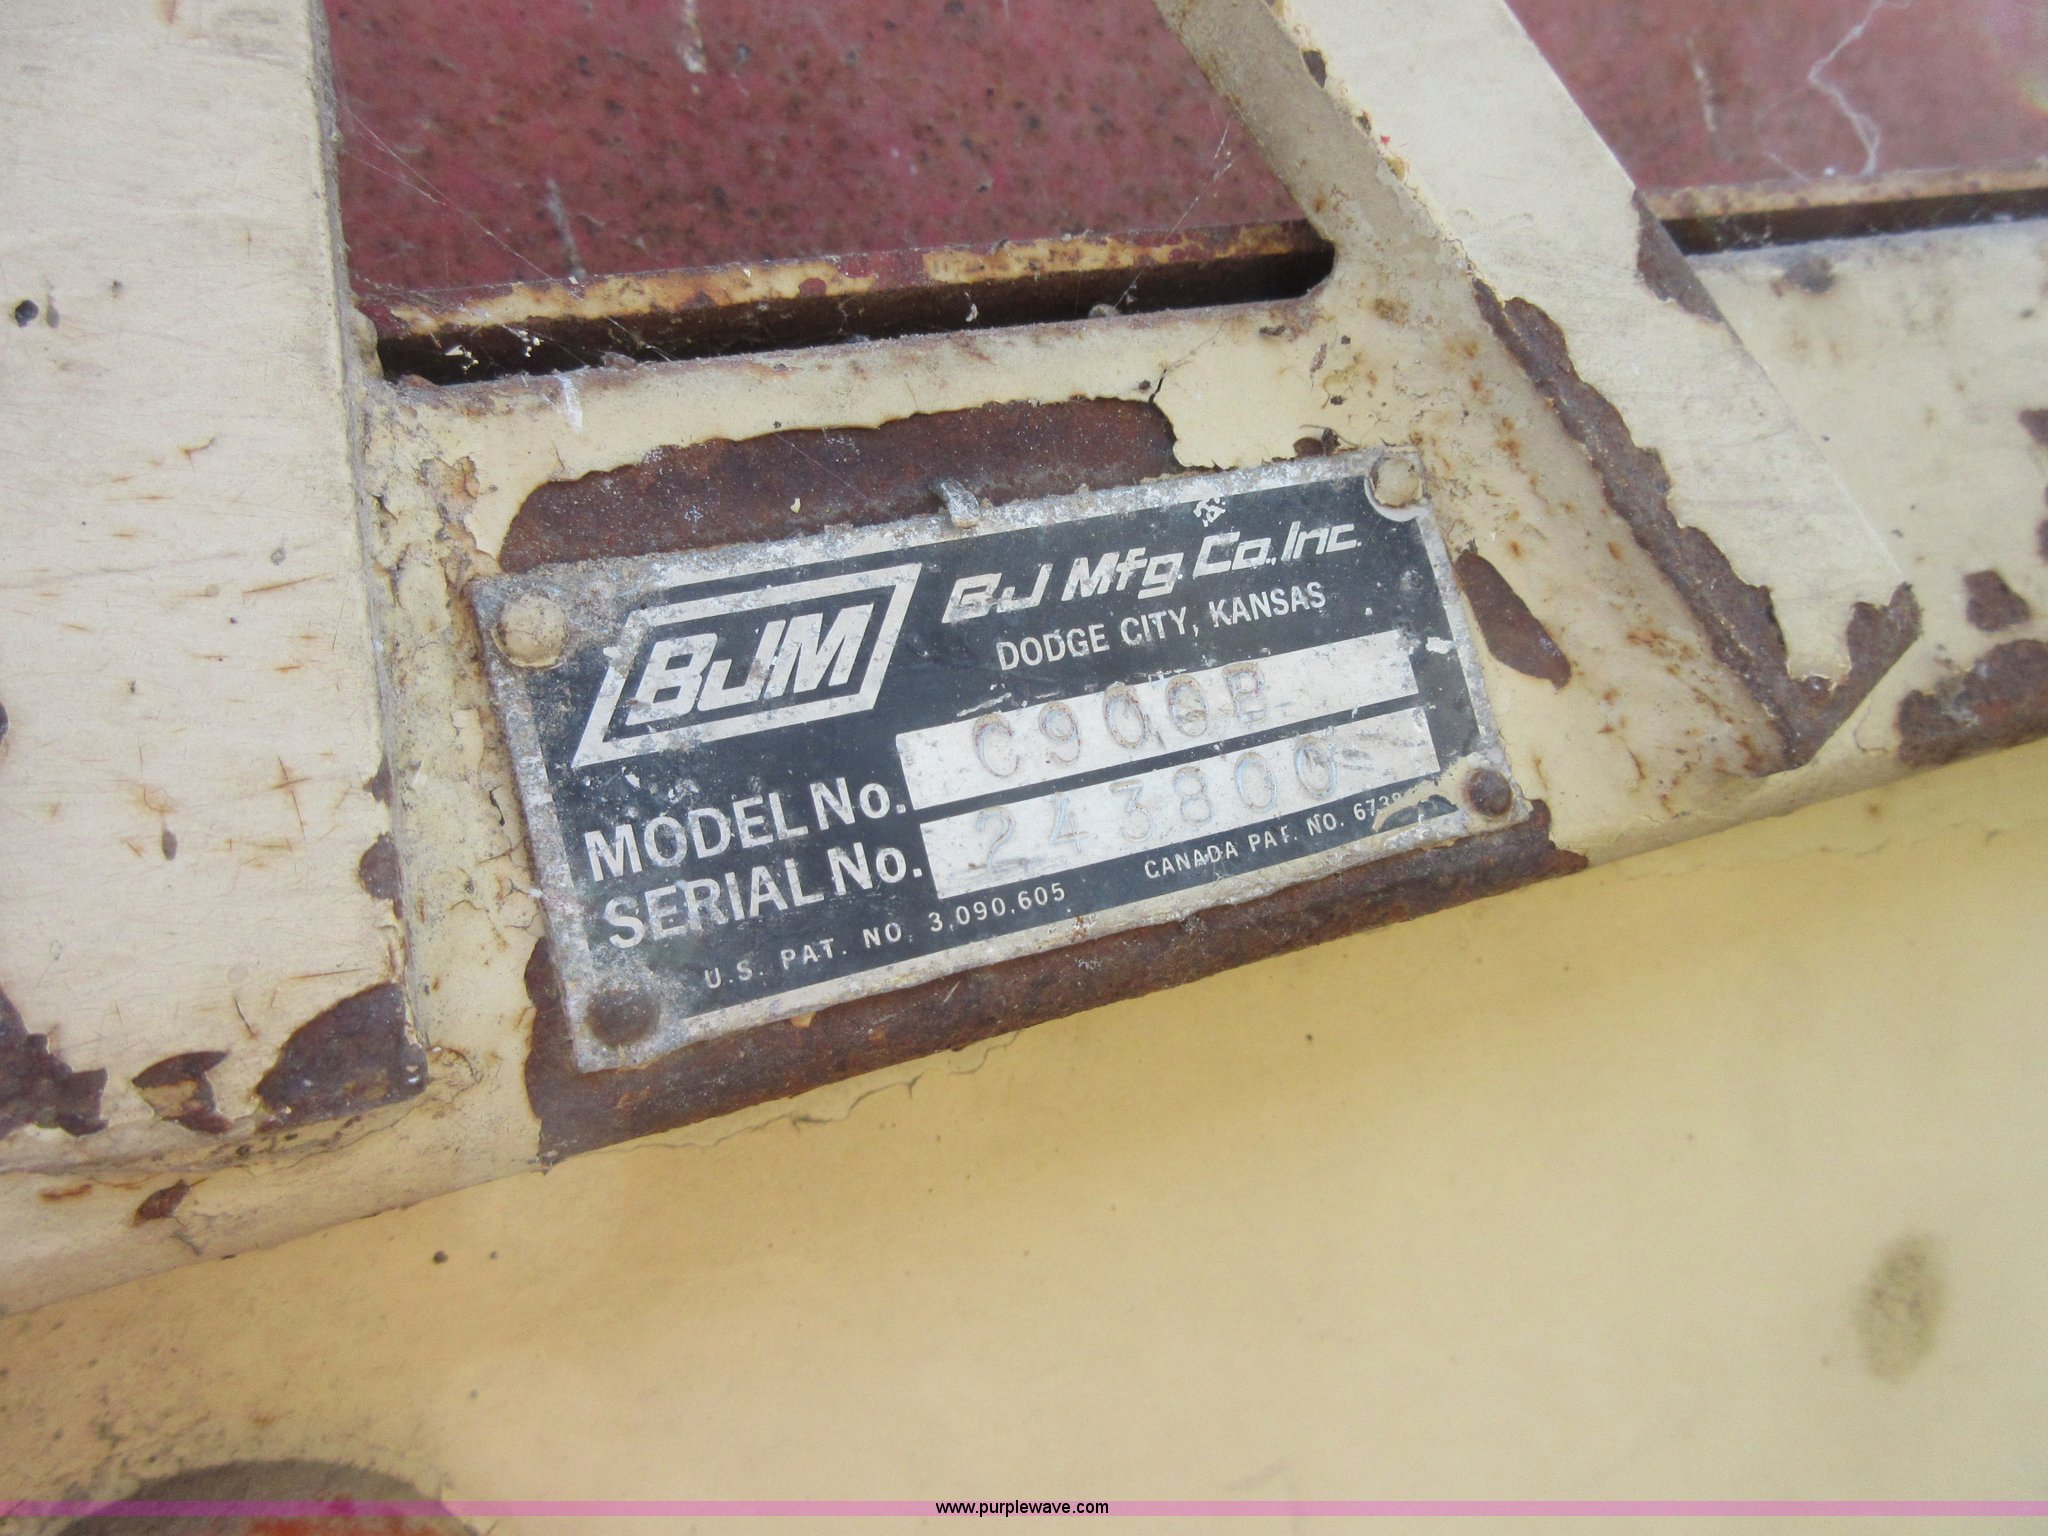 BJM
B-J Mfg. Co., Inc.
DODGE CITY, KANSAS
MODEL No. C900B
SERIAL No. 243800
U.S. PAT. NO. 3,090,605 CANADA PAT. NO.
www.purplewave.com